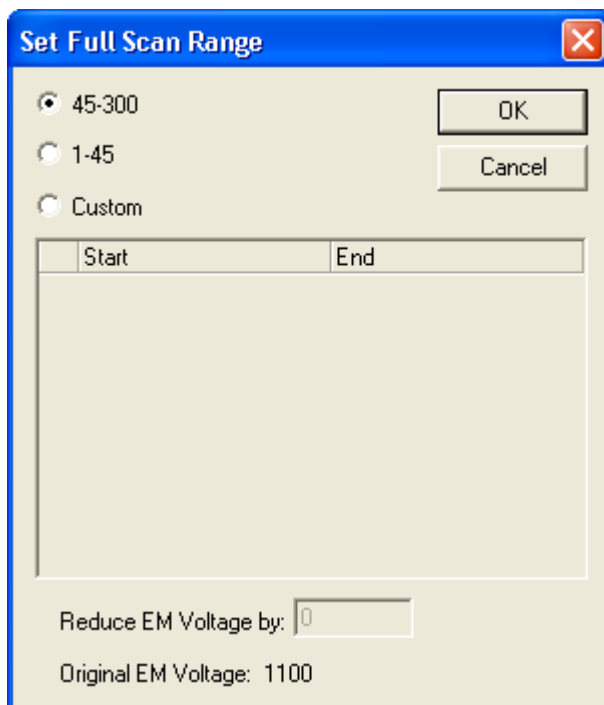 Set Full Scan Range
45-300
OK
1-45
Cancel
Custom
Start End
Reduce EM Voltage by: 0
Original EM Voltage: 1100